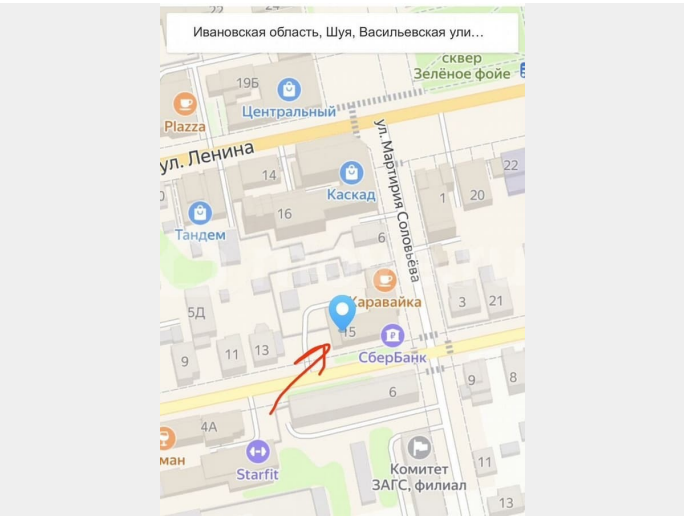 Ивановская область, Шуя, Васильевская ули...
сквер
Зелёное фойе
19Б
Центральный
Plazza
ул. Ленина
ул. Мартирия Соловьёва
14
Каскад
22
1
20
16
Тандем
6
Каравайка
5Д
3
21
15
СберБанк
13
11
9
9
8
6
4А
ман
Starfit
Комитет
ЗАГС, филиал
11
13